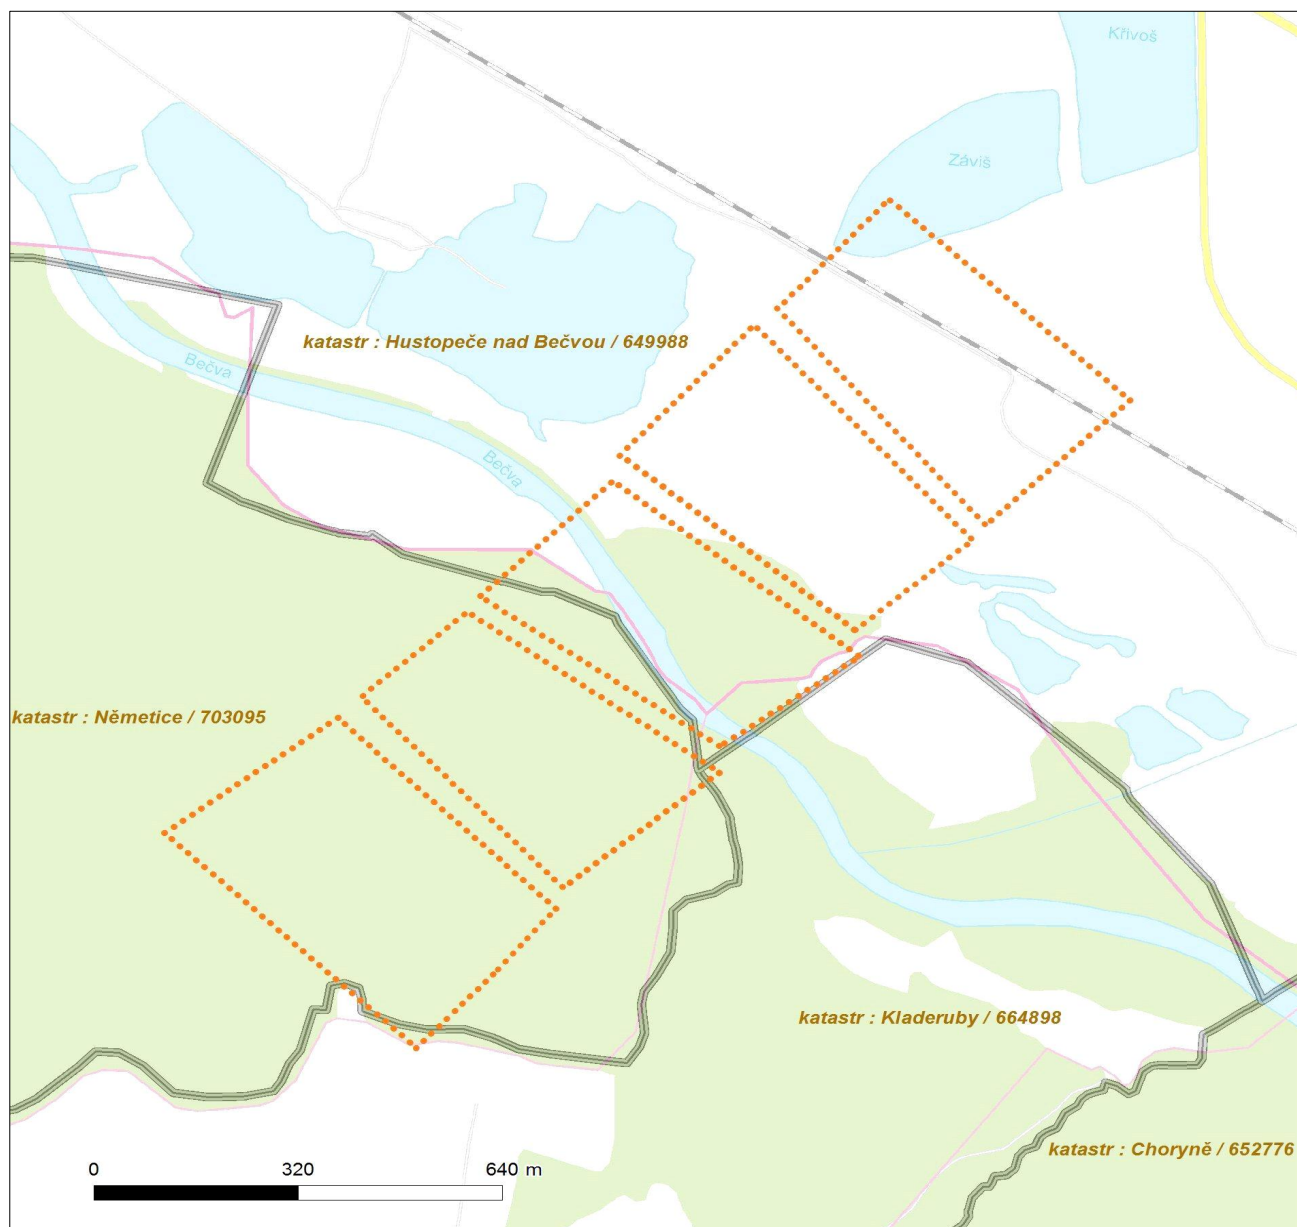 Křivoš
Záviš
katastr : Hustopeče nad Bečvou / 649988
Bečva
Bečva
katastr : Němetice / 703095
katastr : Kladeruby / 664898
katastr : Choryně / 652776
0 320 640 m